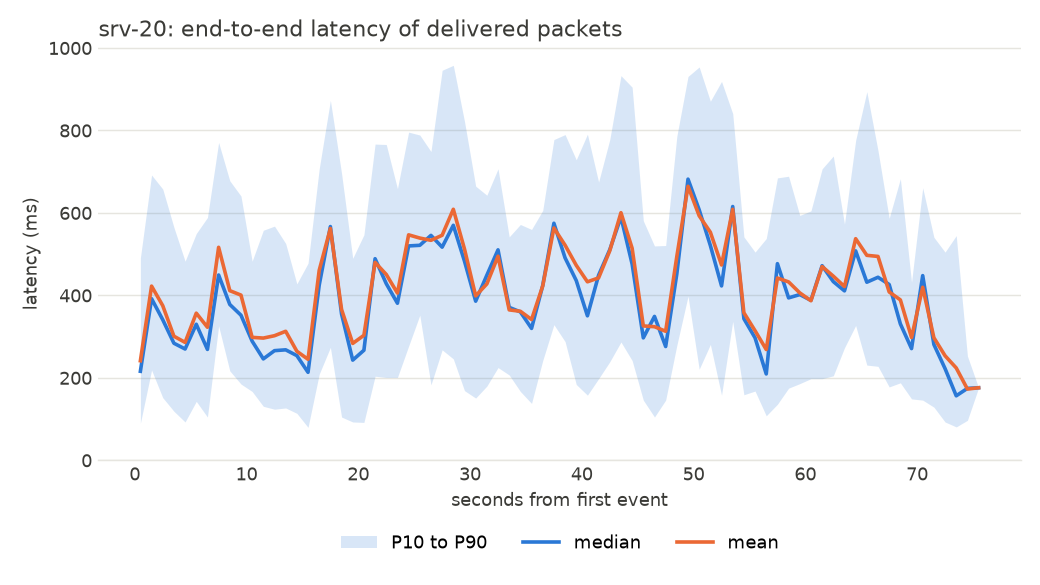 srv-20: end-to-end latency of delivered packets
1000
800
600
400
200
0
latency (ms)
0 10 20 30 40 50 60 70
seconds from first event
P10 to P90 median mean